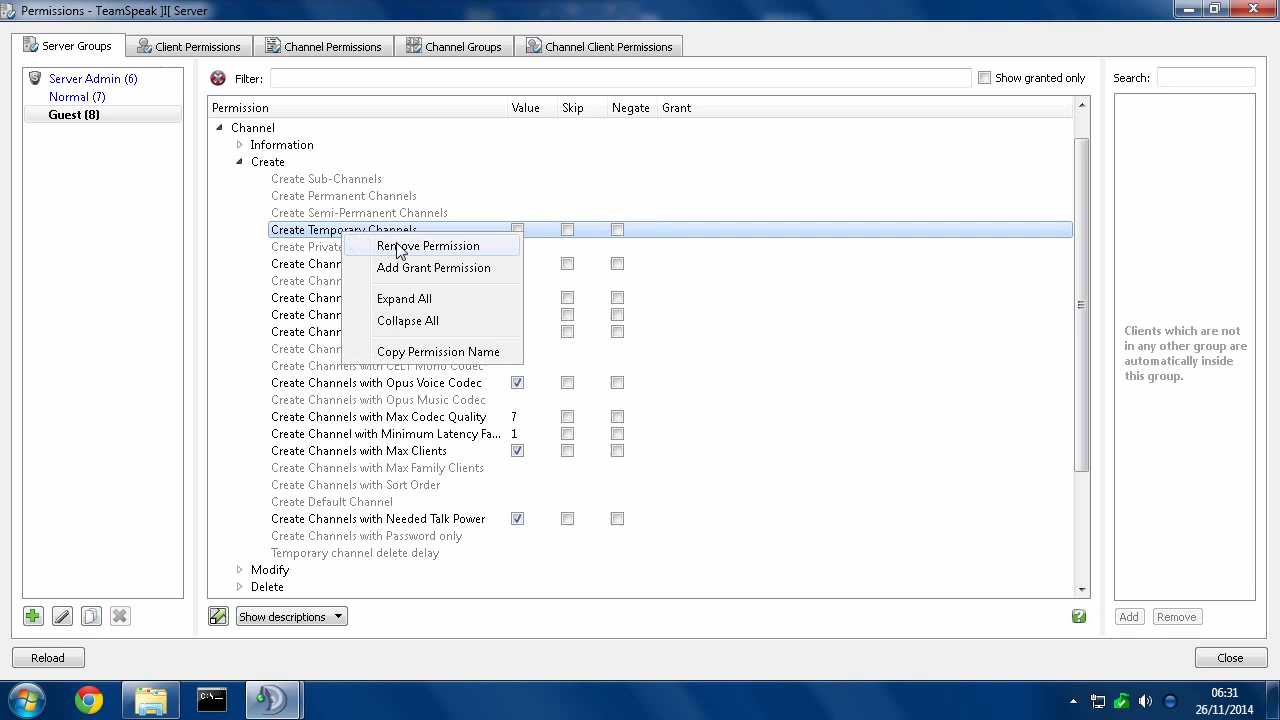 Permissions - TeamSpeak ]I[ Server
Server Groups
Client Permissions
Channel Permissions
Channel Groups
Channel Client Permissions
Server Admin (6)
Normal (7)
Guest (8)
Filter:
Show granted only
Search:
Permission Value Skip Negate Grant
Channel
Information
Create
Create Sub-Channels
Create Permanent Channels
Create Semi-Permanent Channels
Create Temporary Channels
Create Private
Create Chann
Create Chann
Create Chann
Create Chann
Create Chann
Create Chann
Create Channels with CELT Mono Codec
Create Channels with Opus Voice Codec
Create Channels with Opus Music Codec
Create Channels with Max Codec Quality 7
Create Channel with Minimum Latency Fa... 1
Create Channels with Max Clients
Create Channels with Max Family Clients
Create Channels with Sort Order
Create Default Channel
Create Channels with Needed Talk Power
Create Channels with Password only
Temporary channel delete delay
Modify
Delete
Remove Permission
Add Grant Permission
Expand All
Collapse All
Copy Permission Name
Clients which are not
in any other group are
automatically inside
this group.
Show descriptions
Add
Remove
Reload
Close
C:\_
06:31
26/11/2014